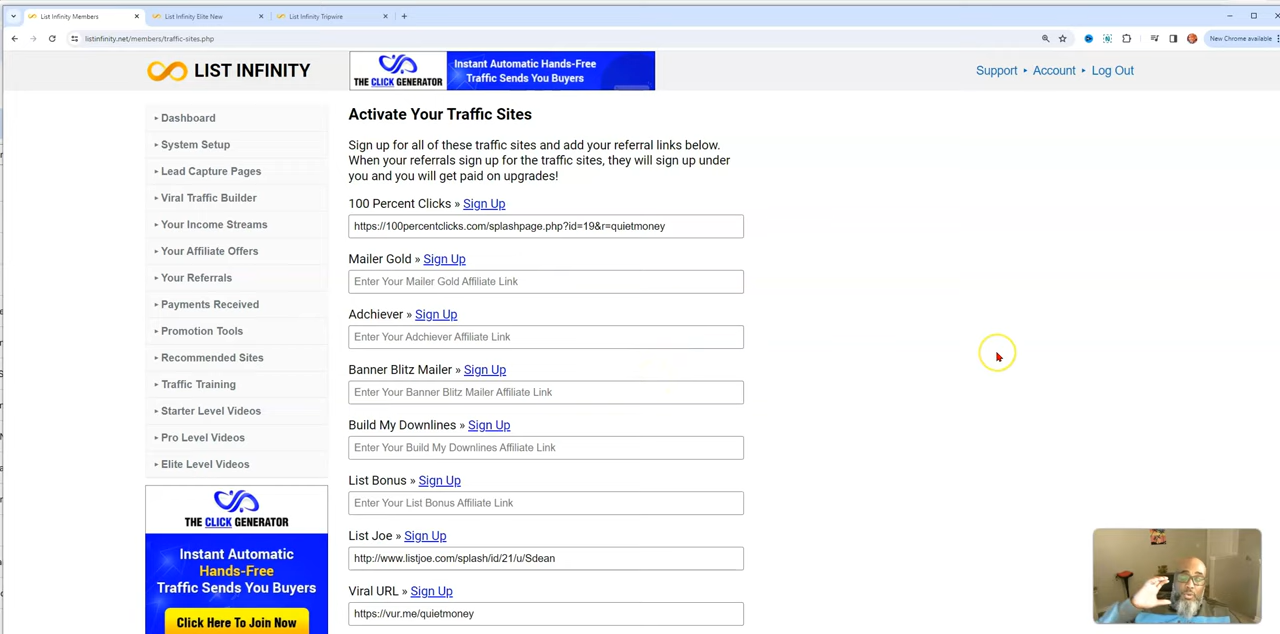 List Infinity Members
List Infinity Elite New
List Infinity Tripwire
listinfinity.net/members/traffic-sites.php
New Chrome available
LIST INFINITY
THE CLICK GENERATOR
Instant Automatic Hands-Free
Traffic Sends You Buyers
Support ‣ Account ‣ Log Out
‣ Dashboard
‣ System Setup
‣ Lead Capture Pages
‣ Viral Traffic Builder
‣ Your Income Streams
‣ Your Affiliate Offers
‣ Your Referrals
‣ Payments Received
‣ Promotion Tools
‣ Recommended Sites
‣ Traffic Training
‣ Starter Level Videos
‣ Pro Level Videos
‣ Elite Level Videos
THE CLICK GENERATOR
Instant Automatic
Hands-Free
Traffic Sends You Buyers
Click Here To Join Now
Activate Your Traffic Sites
Sign up for all of these traffic sites and add your referral links below.
When your referrals sign up for the traffic sites, they will sign up under
you and you will get paid on upgrades!
100 Percent Clicks » Sign Up
https://100percentclicks.com/splashpage.php?id=19&r=quietmoney
Mailer Gold » Sign Up
Enter Your Mailer Gold Affiliate Link
Adchiever » Sign Up
Enter Your Adchiever Affiliate Link
Banner Blitz Mailer » Sign Up
Enter Your Banner Blitz Mailer Affiliate Link
Build My Downlines » Sign Up
Enter Your Build My Downlines Affiliate Link
List Bonus » Sign Up
Enter Your List Bonus Affiliate Link
List Joe » Sign Up
http://www.listjoe.com/splash/id/21/u/Sdean
Viral URL » Sign Up
https://vur.me/quietmoney